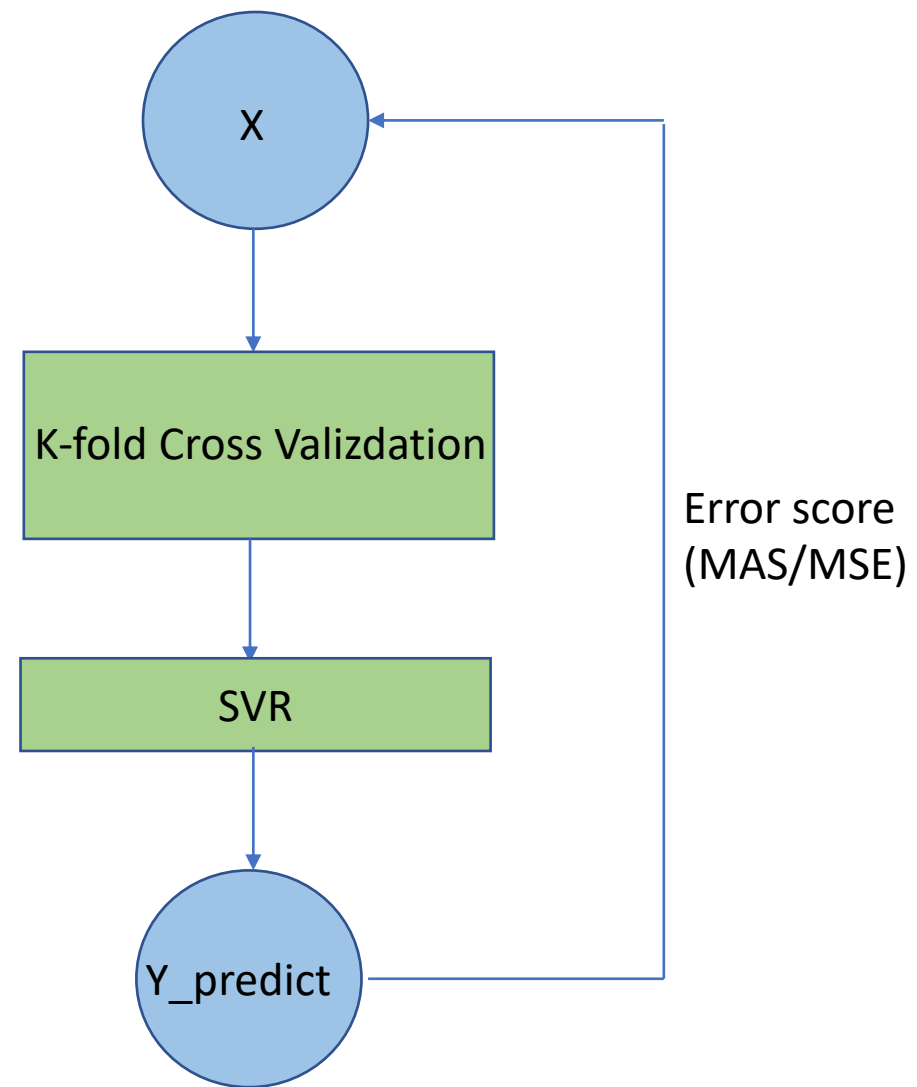 X
K-fold Cross Valizdation
Error score
(MAS/MSE)
SVR
Y_predict